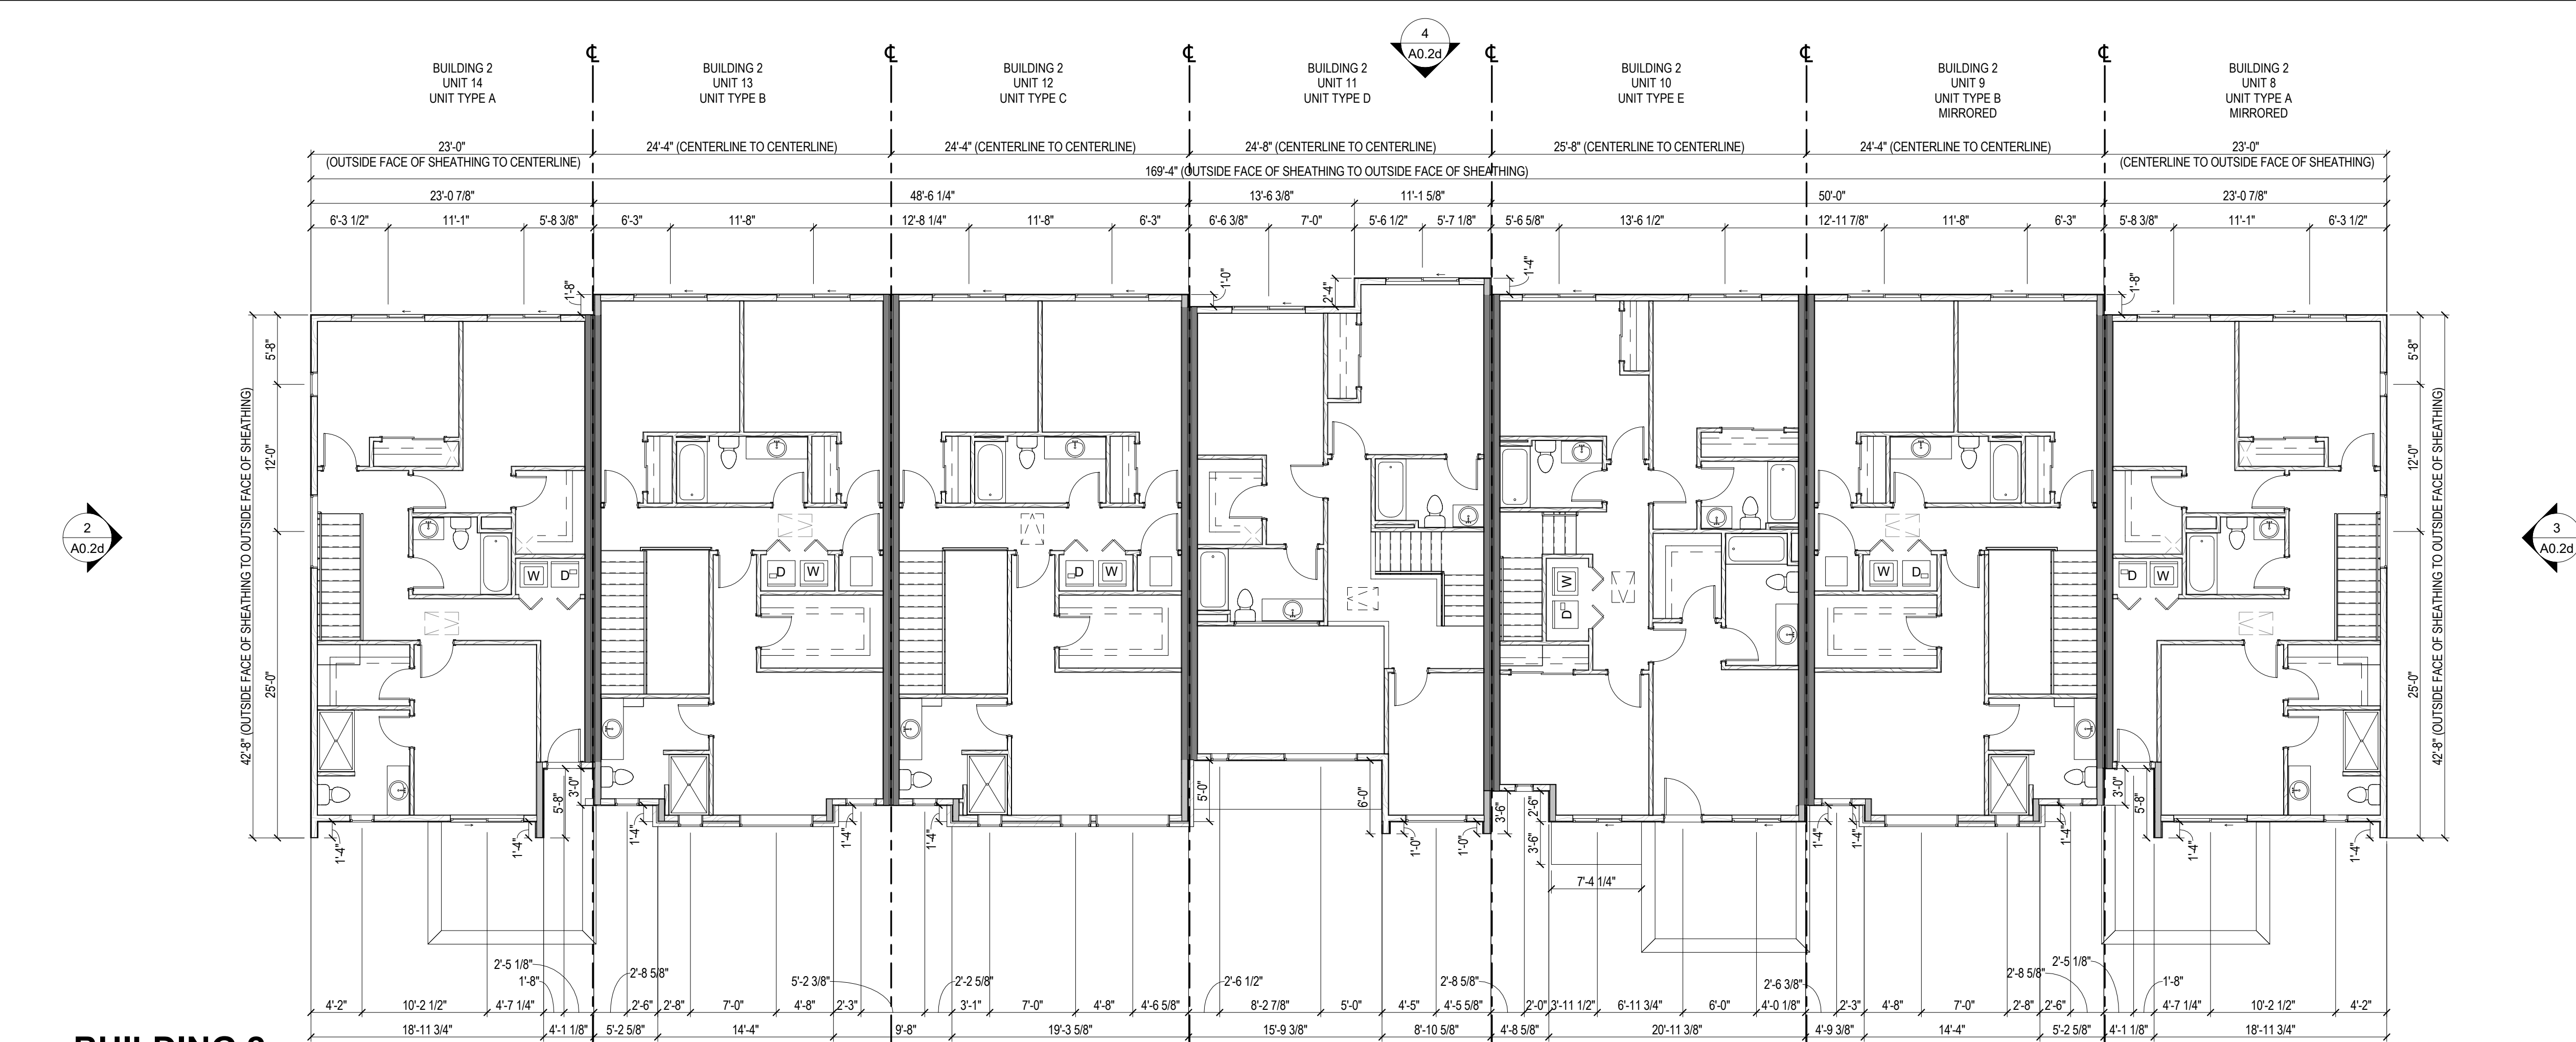 4
A0.2d
BUILDING 2
UNIT 14
UNIT TYPE A
BUILDING 2
UNIT 13
UNIT TYPE B
BUILDING 2
UNIT 12
UNIT TYPE C
BUILDING 2
UNIT 11
UNIT TYPE D
BUILDING 2
UNIT 10
UNIT TYPE E
BUILDING 2
UNIT 9
UNIT TYPE B
MIRRORED
BUILDING 2
UNIT 8
UNIT TYPE A
MIRRORED
23'-0"
(OUTSIDE FACE OF SHEATHING TO CENTERLINE)
24'-4" (CENTERLINE TO CENTERLINE)
24'-4" (CENTERLINE TO CENTERLINE)
24'-8" (CENTERLINE TO CENTERLINE)
25'-8" (CENTERLINE TO CENTERLINE)
24'-4" (CENTERLINE TO CENTERLINE)
23'-0"
(CENTERLINE TO OUTSIDE FACE OF SHEATHING)
169'-4" (OUTSIDE FACE OF SHEATHING TO OUTSIDE FACE OF SHEATHING)
23'-0 7/8" 48'-6 1/4" 13'-6 3/8" 11'-1 5/8" 50'-0" 23'-0 7/8"
6'-3 1/2" 11'-1" 5'-8 3/8" 6'-3" 11'-8" 12'-8 1/4" 11'-8" 6'-3" 6'-6 3/8" 7'-0" 5'-6 1/2" 5'-7 1/8" 5'-6 5/8" 13'-6 1/2" 12'-11 7/8" 11'-8" 6'-3" 5'-8 3/8" 11'-1" 6'-3 1/2"
1'-8" 1'-0" 2'-4" 1'-4" 1'-8"
5'-8"
12'-0"
25'-0"
42'-8" (OUTSIDE FACE OF SHEATHING TO OUTSIDE FACE OF SHEATHING)
5'-8"
12'-0"
25'-0"
42'-8" (OUTSIDE FACE OF SHEATHING TO OUTSIDE FACE OF SHEATHING)
2
A0.2d
3
A0.2d
W D
D W
D W
W
D
W D
D W
3'-0"
5'-8"
1'-4"
1'-4"
1'-4"
1'-4"
1'-4"
5'-0"
6'-0"
1'-0"
1'-0"
3'-6"
2'-6"
3'-6"
7'-4 1/4"
1'-4"
1'-4"
1'-4"
3'-0"
5'-8"
1'-4"
1'-4"
2'-5 1/8"
1'-8"
2'-8 5/8"
5'-2 3/8"
2'-2 5/8"
2'-6 1/2"
2'-8 5/8"
2'-6 3/8"
2'-8 5/8"
2'-5 1/8"
1'-8"
4'-2" 10'-2 1/2" 4'-7 1/4" 2'-6" 2'-8" 7'-0" 4'-8" 2'-3" 3'-1" 7'-0" 4'-8" 4'-6 5/8" 8'-2 7/8" 5'-0" 4'-5" 4'-5 5/8" 2'-0" 3'-11 1/2" 6'-11 3/4" 6'-0" 4'-0 1/8" 2'-3" 4'-8" 7'-0" 2'-8" 2'-6" 4'-7 1/4" 10'-2 1/2" 4'-2"
18'-11 3/4" 4'-1 1/8" 5'-2 5/8" 14'-4" 9'-8" 19'-3 5/8" 15'-9 3/8" 8'-10 5/8" 4'-8 5/8" 20'-11 3/8" 4'-9 3/8" 14'-4" 5'-2 5/8" 4'-1 1/8" 18'-11 3/4"
BUILDING 2